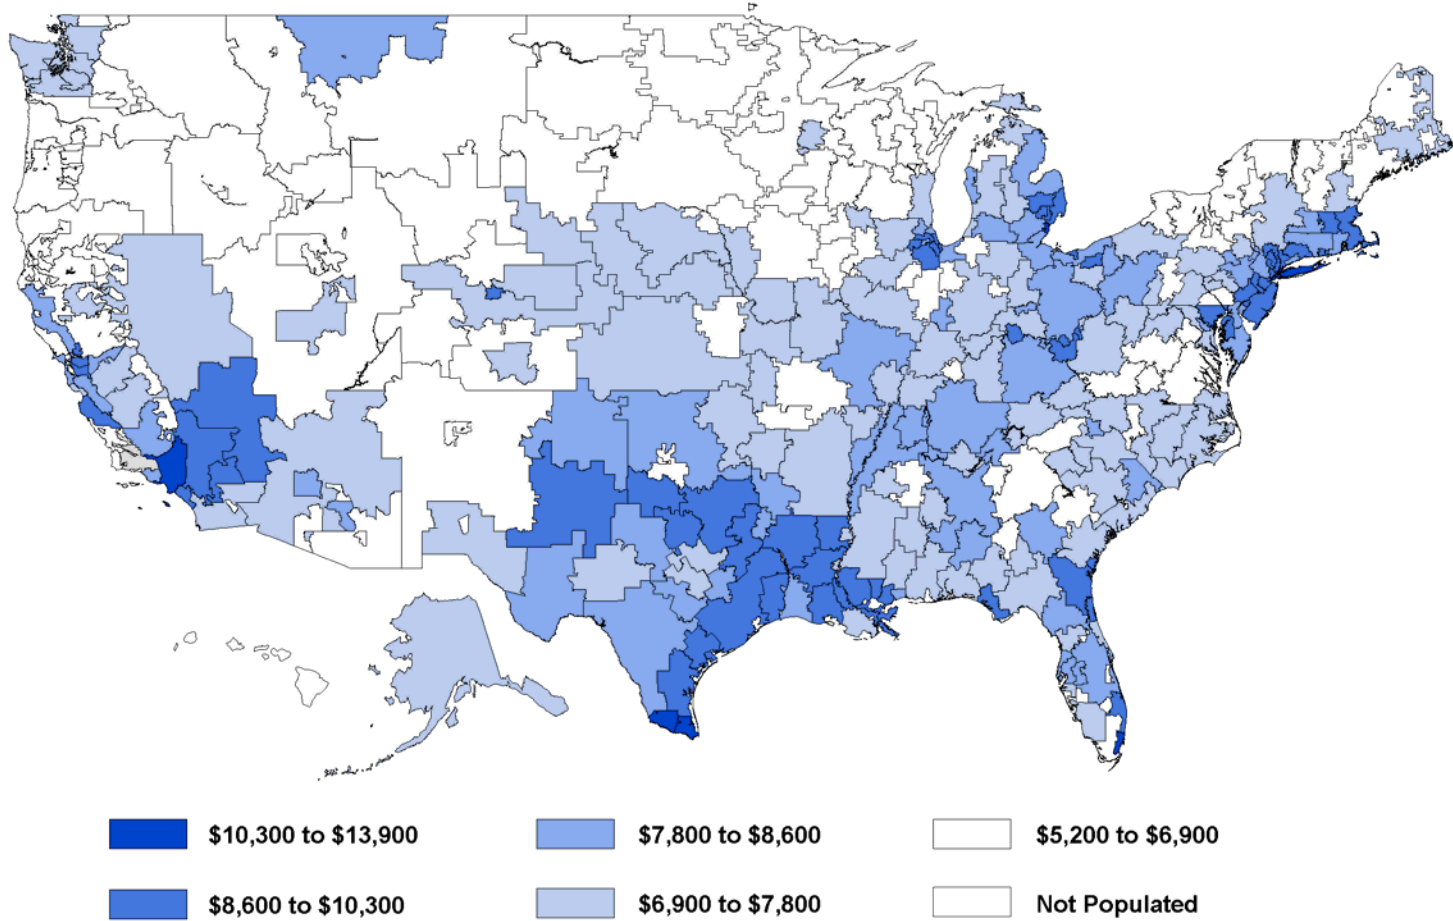 $10,300 to $13,900
$7,800 to $8,600
$5,200 to $6,900
$8,600 to $10,300
$6,900 to $7,800
Not Populated